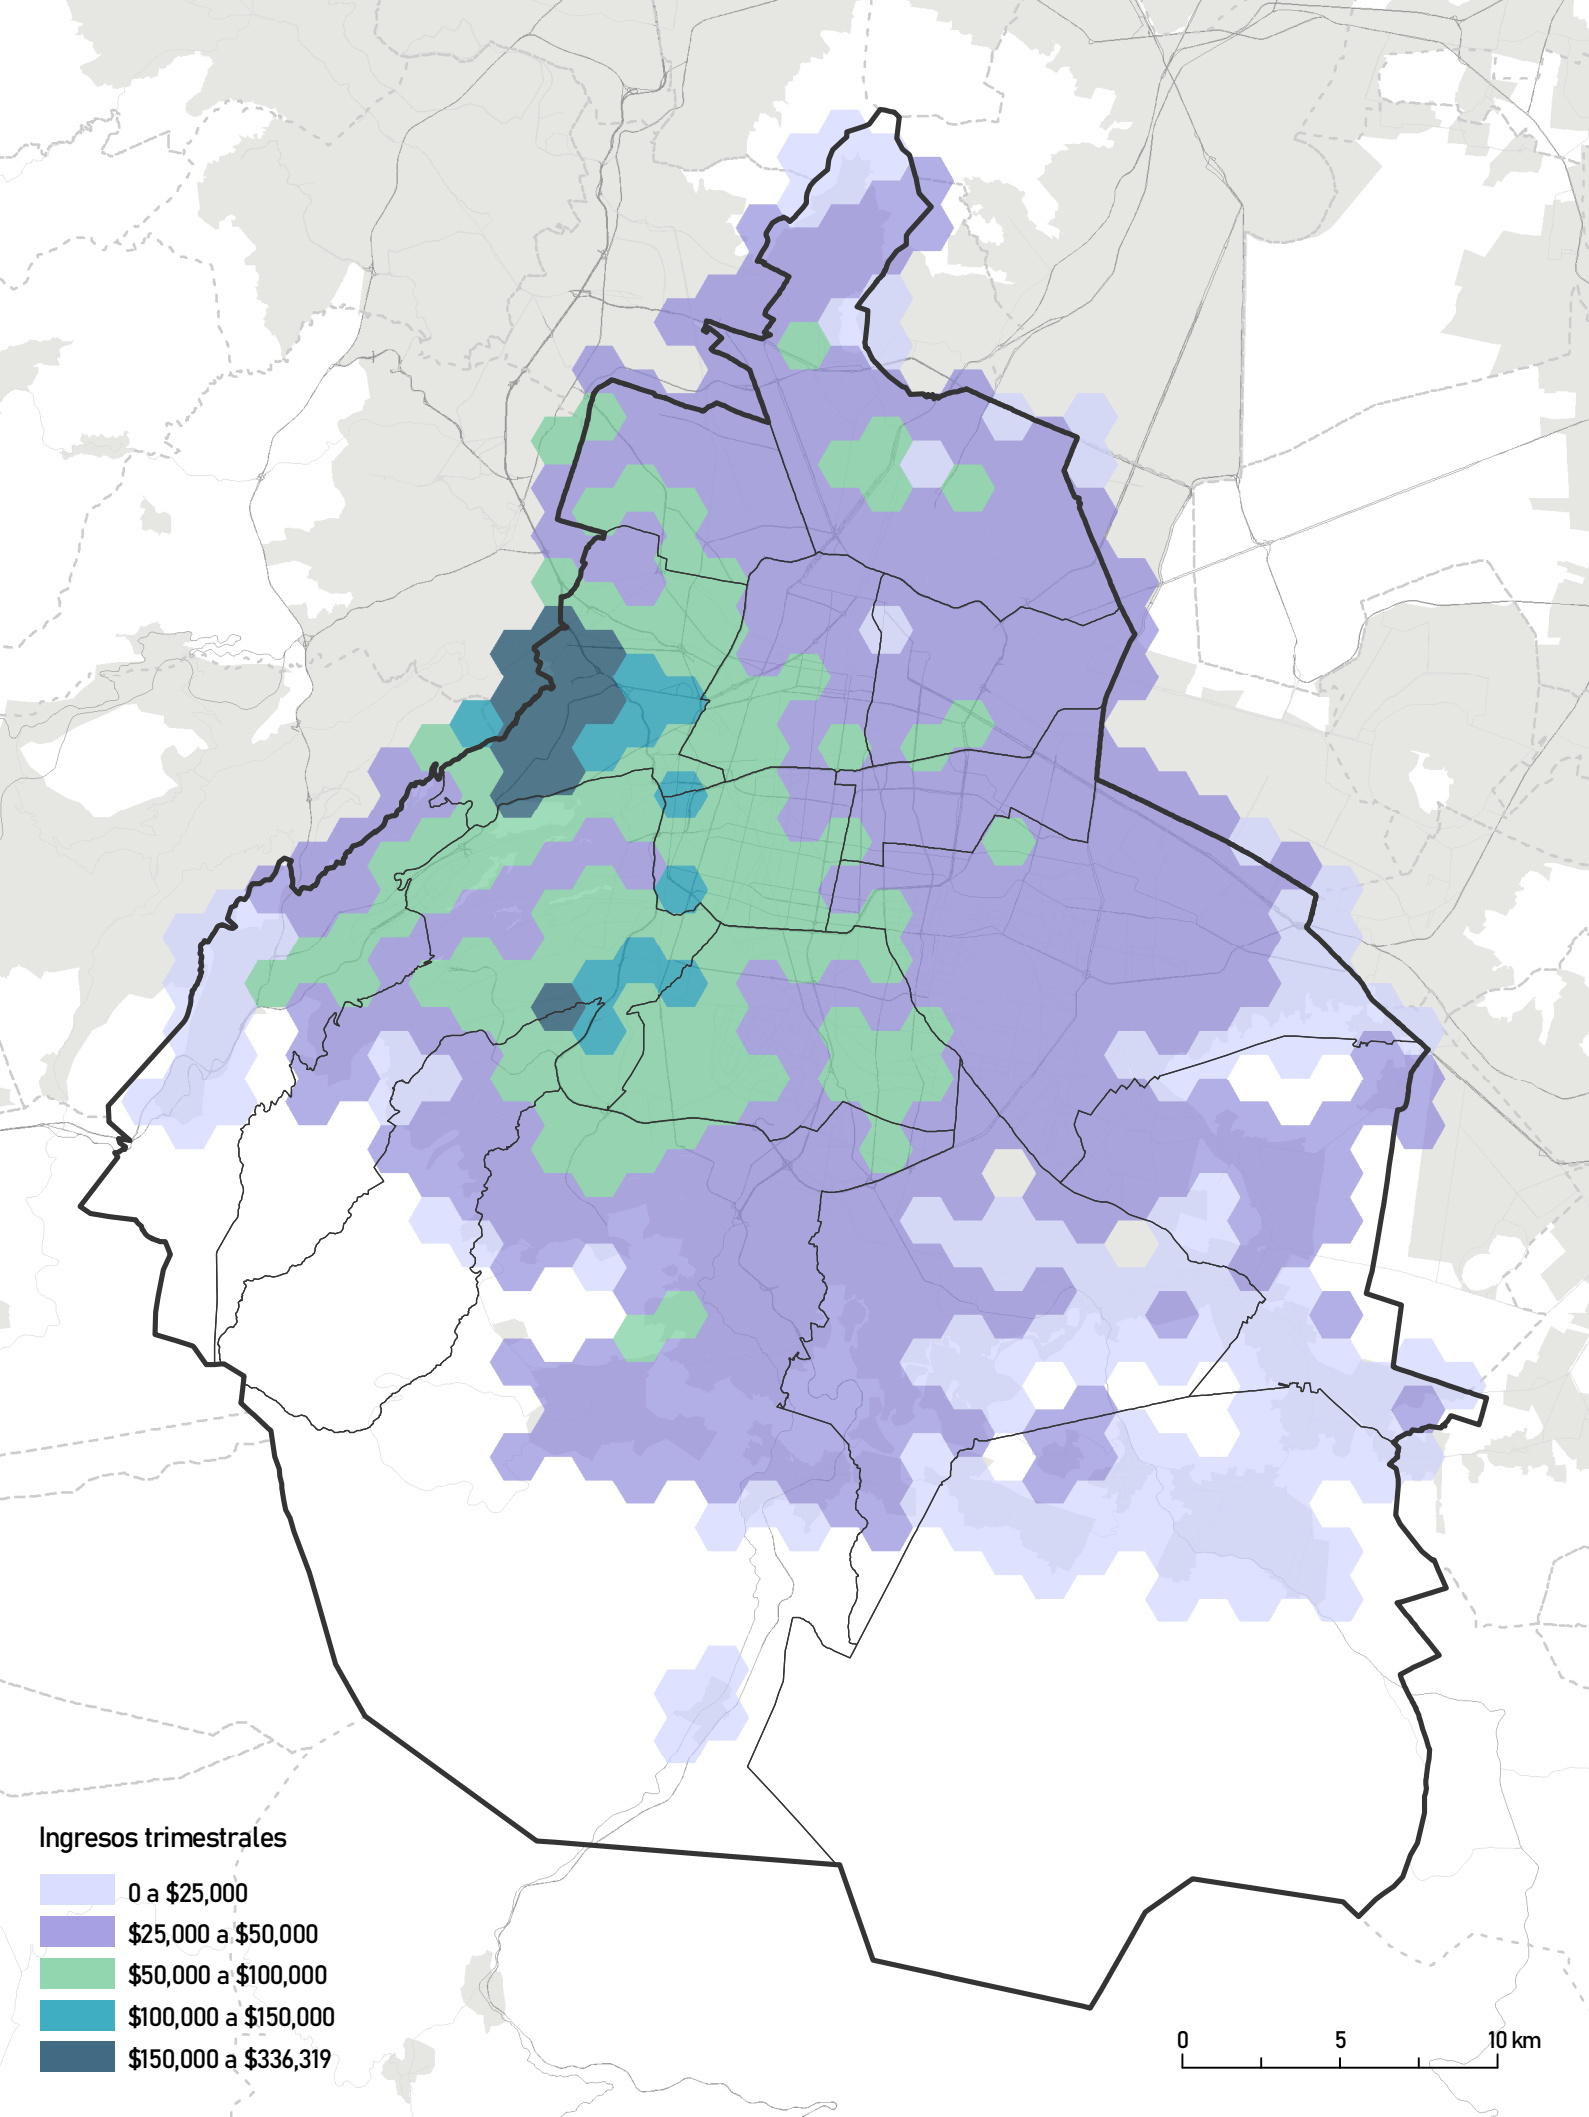 Ingresos trimestrales
0 a $25,000
$25,000 a $50,000
$50,000 a $100,000
$100,000 a $150,000
$150,000 a $336,319
0 5 10 km